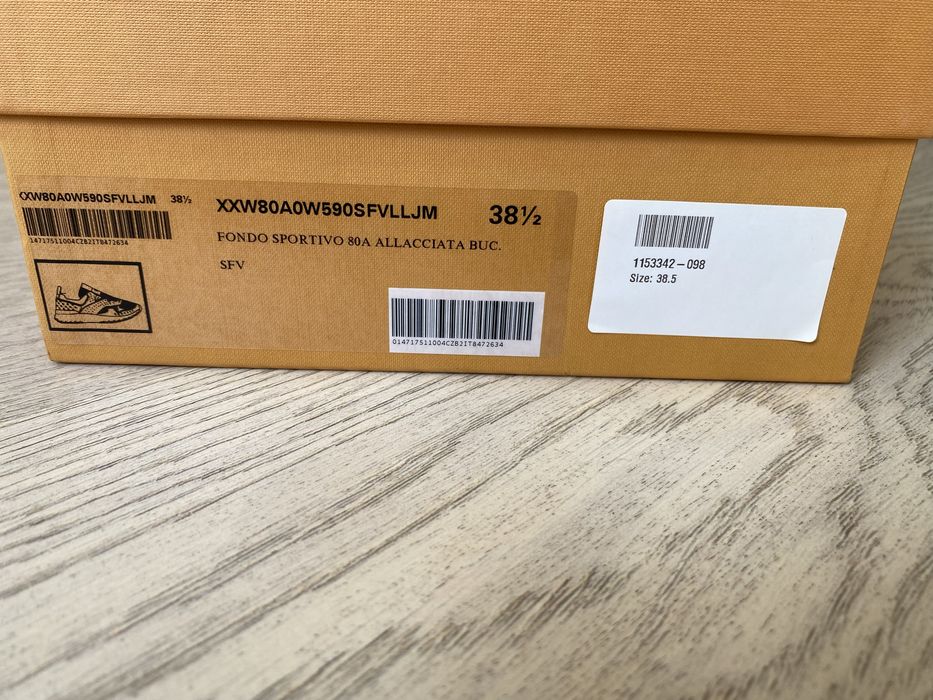 XXW80A0W590SFVLLJM 38½
14717511004CZB2IT8472634
XXW80A0W590SFVLLJM 38½
FONDO SPORTIVO 80A ALLACCIATA BUC.
SFV
014717511004CZB2IT8472634
1153342-098
Size: 38.5